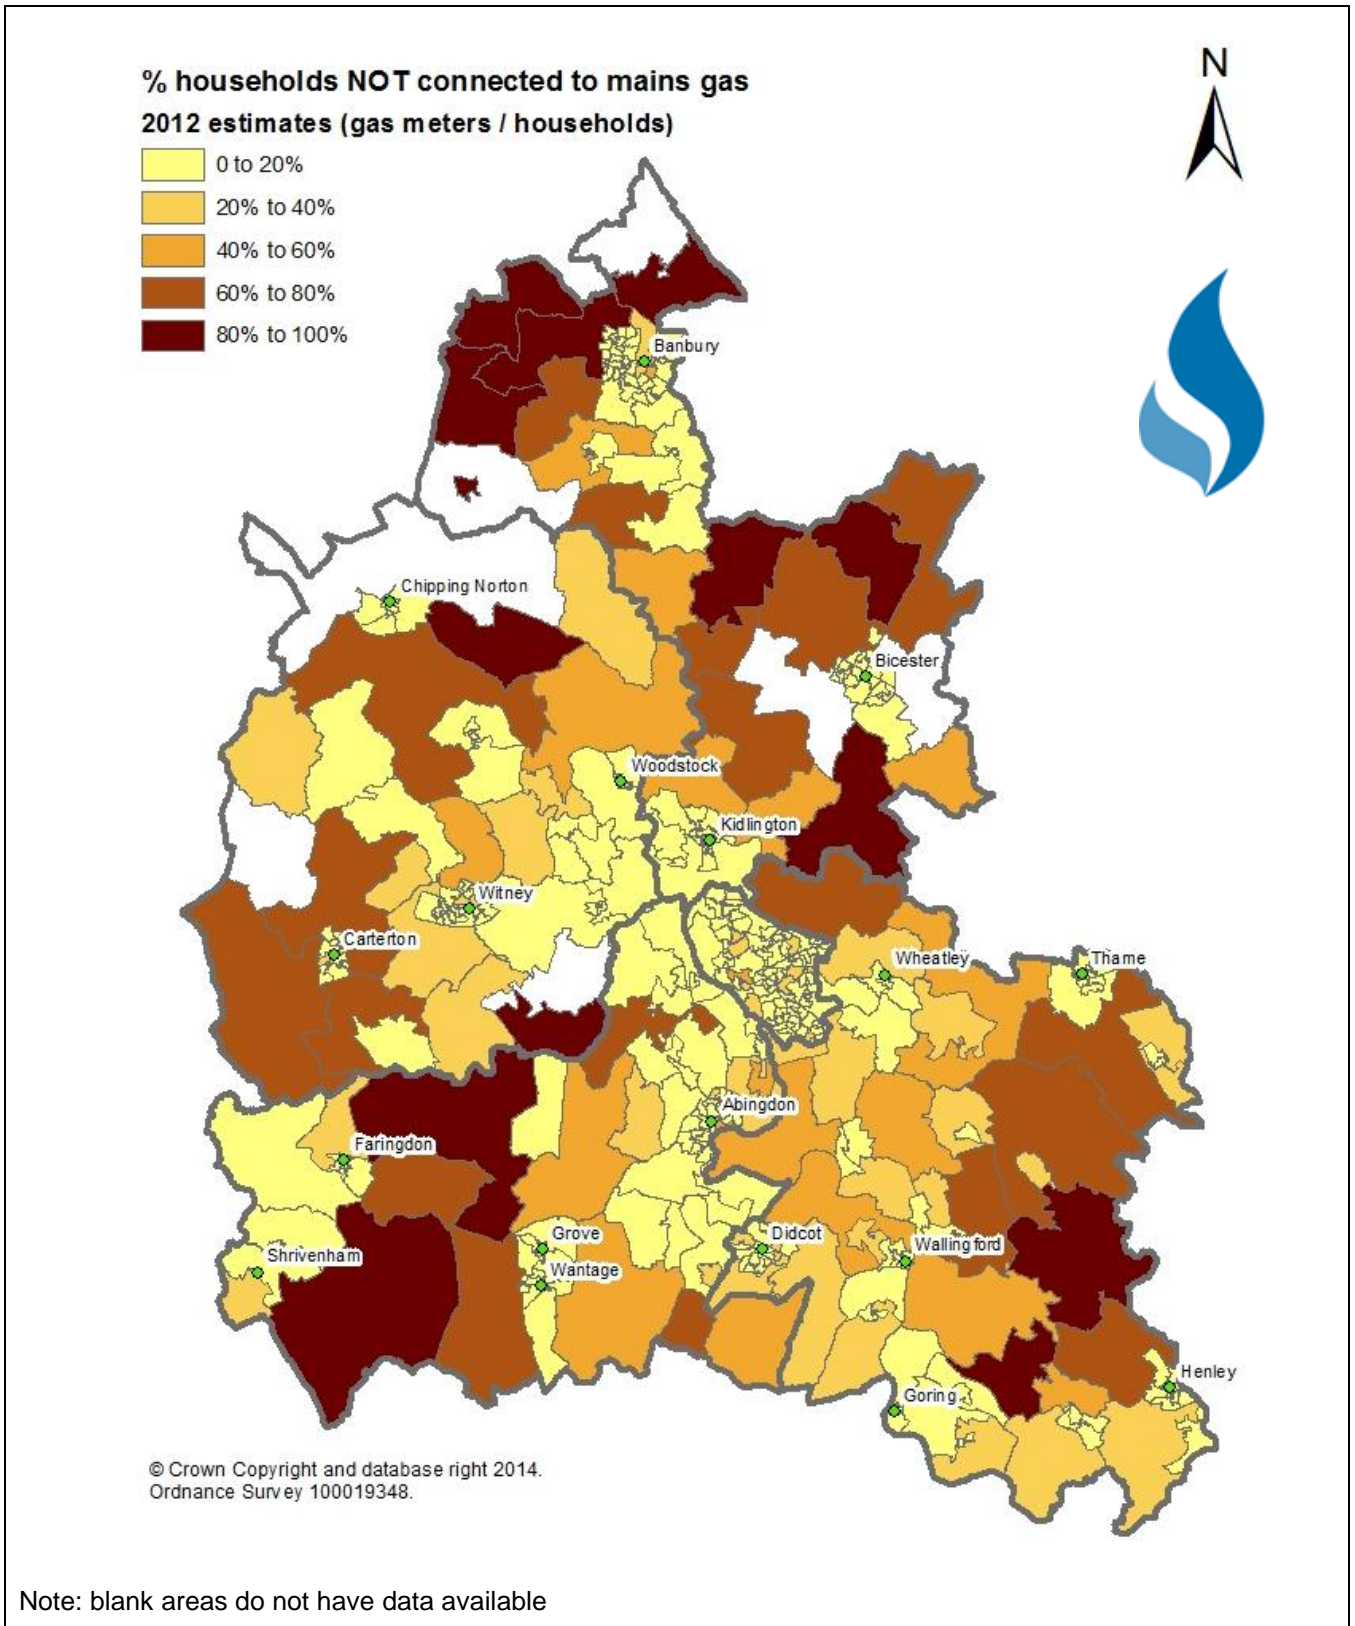 % households NOT connected to mains gas
2012 estimates (gas meters / households)
0 to 20%
20% to 40%
40% to 60%
60% to 80%
80% to 100%
N
Banbury
Chipping Norton
Bicester
Woodstock
Kidlington
Witney
Carterton
Wheatley
Thame
Abingdon
Faringdon
Grove
Didcot
Wallingford
Shrivenham
Wantage
Henley
Goring
© Crown Copyright and database right 2014.
Ordnance Survey 100019348.
Note: blank areas do not have data available